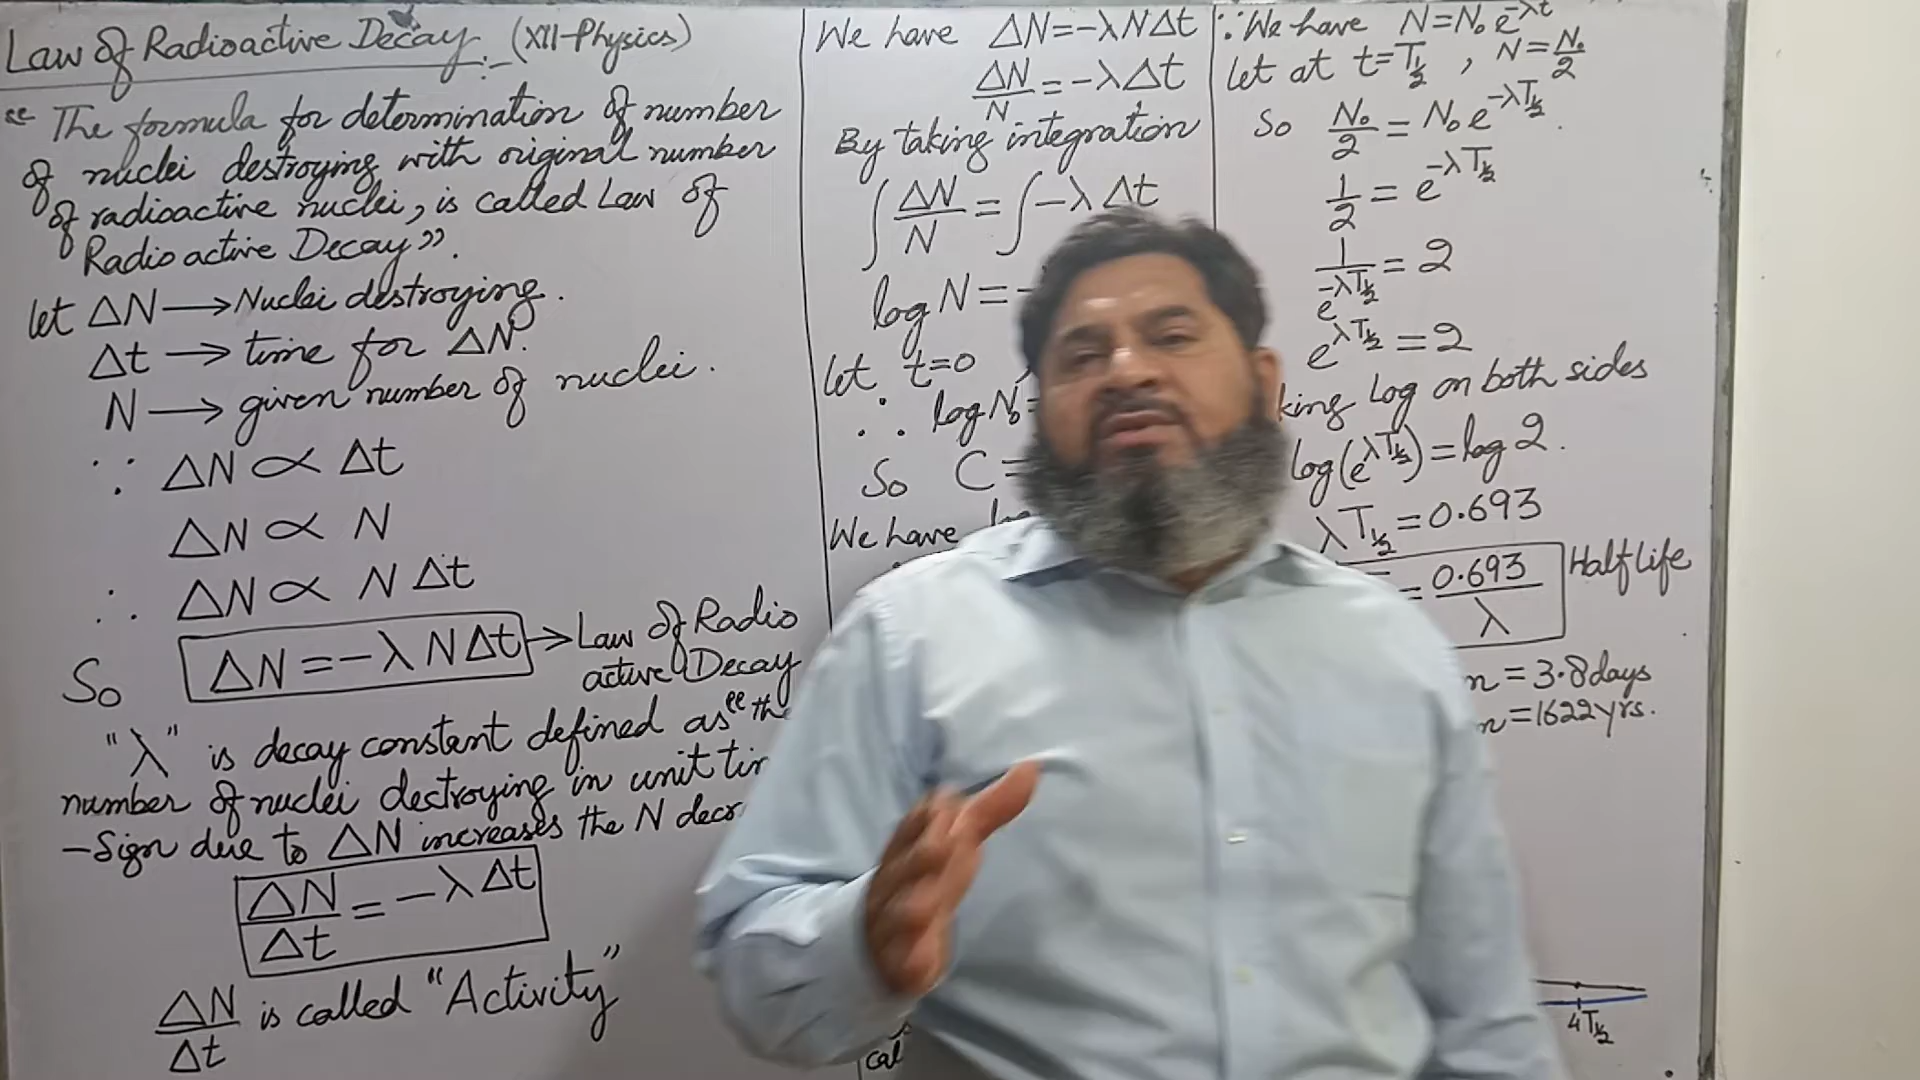 Law Of Radioactive Decay :- (XII-Physics)
“ The formula for determination of number
of nuclei destroying with original number
of radioactive nuclei, is called Law of
Radioactive Decay”.
let ΔN → Nuclei destroying.
Δt → time for ΔN.
N → given number of nuclei.
∵ ΔN ∝ Δt
ΔN ∝ N
∴ ΔN ∝ N Δt
So ΔN = -λ N Δt → Law Of Radio
active Decay
"λ" is decay constant defined as “the
number of nuclei destroying in unit
-Sign due to ΔN increases the N
ΔN/Δt = -λ Δt
ΔN/Δt is called "Activity"
We have ΔN = -λNΔt
ΔN/N = -λΔt
By taking integration
∫ ΔN/N = ∫ -λ Δt
log N = -
let t=0
∴ log N₀ =
So C =
We have
cal
∵ We have N = N₀ e^-λt
let at t = T½ , N = N₀/2
So N₀/2 = N₀ e^-λT½
1/2 = e^-λT½
1/e^-λT½ = 2
e^λT½ = 2
king Log on both sides
log(e^λT½) = log 2.
λ T½ = 0.693
= 0.693/λ Half life
n = 3.8 days
n = 1622 yrs.
4T½